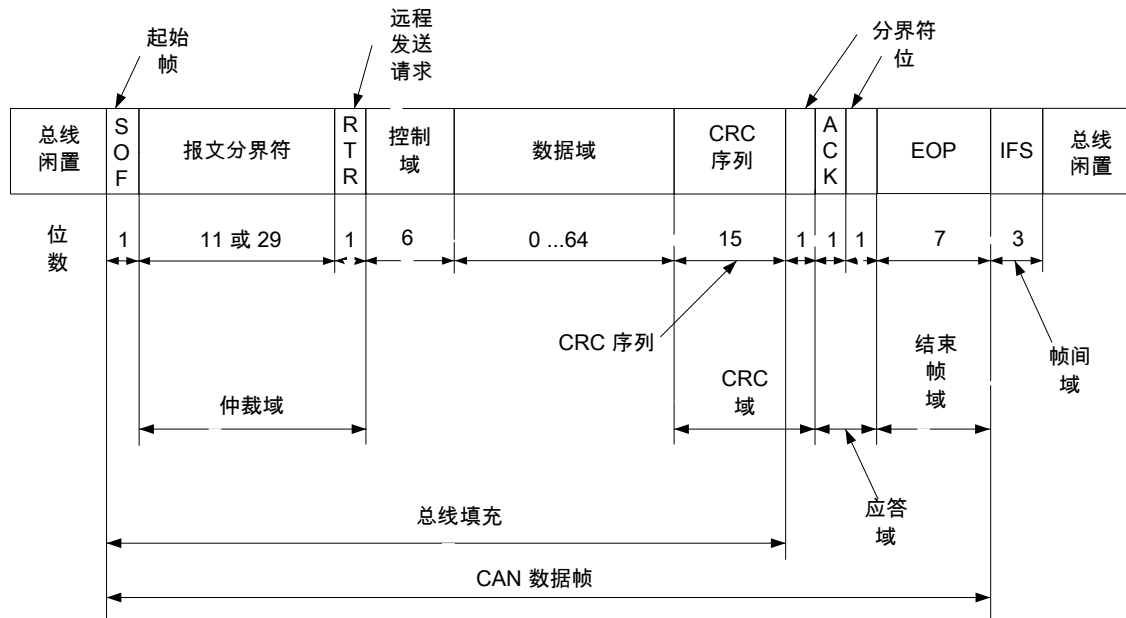 起始
帧
远程
发送
请求
分界符
位
总线
闲置
S
O
F
报文分界符
R
T
R
控制
域
数据域
CRC
序列
A
C
K
EOP
IFS
总线
闲置
位
数
1
11 或 29
1
6
0 ...64
15
1
1
1
7
3
CRC 序列
CRC
域
结束
帧
域
帧间
域
仲裁域
应答
域
总线填充
CAN 数据帧